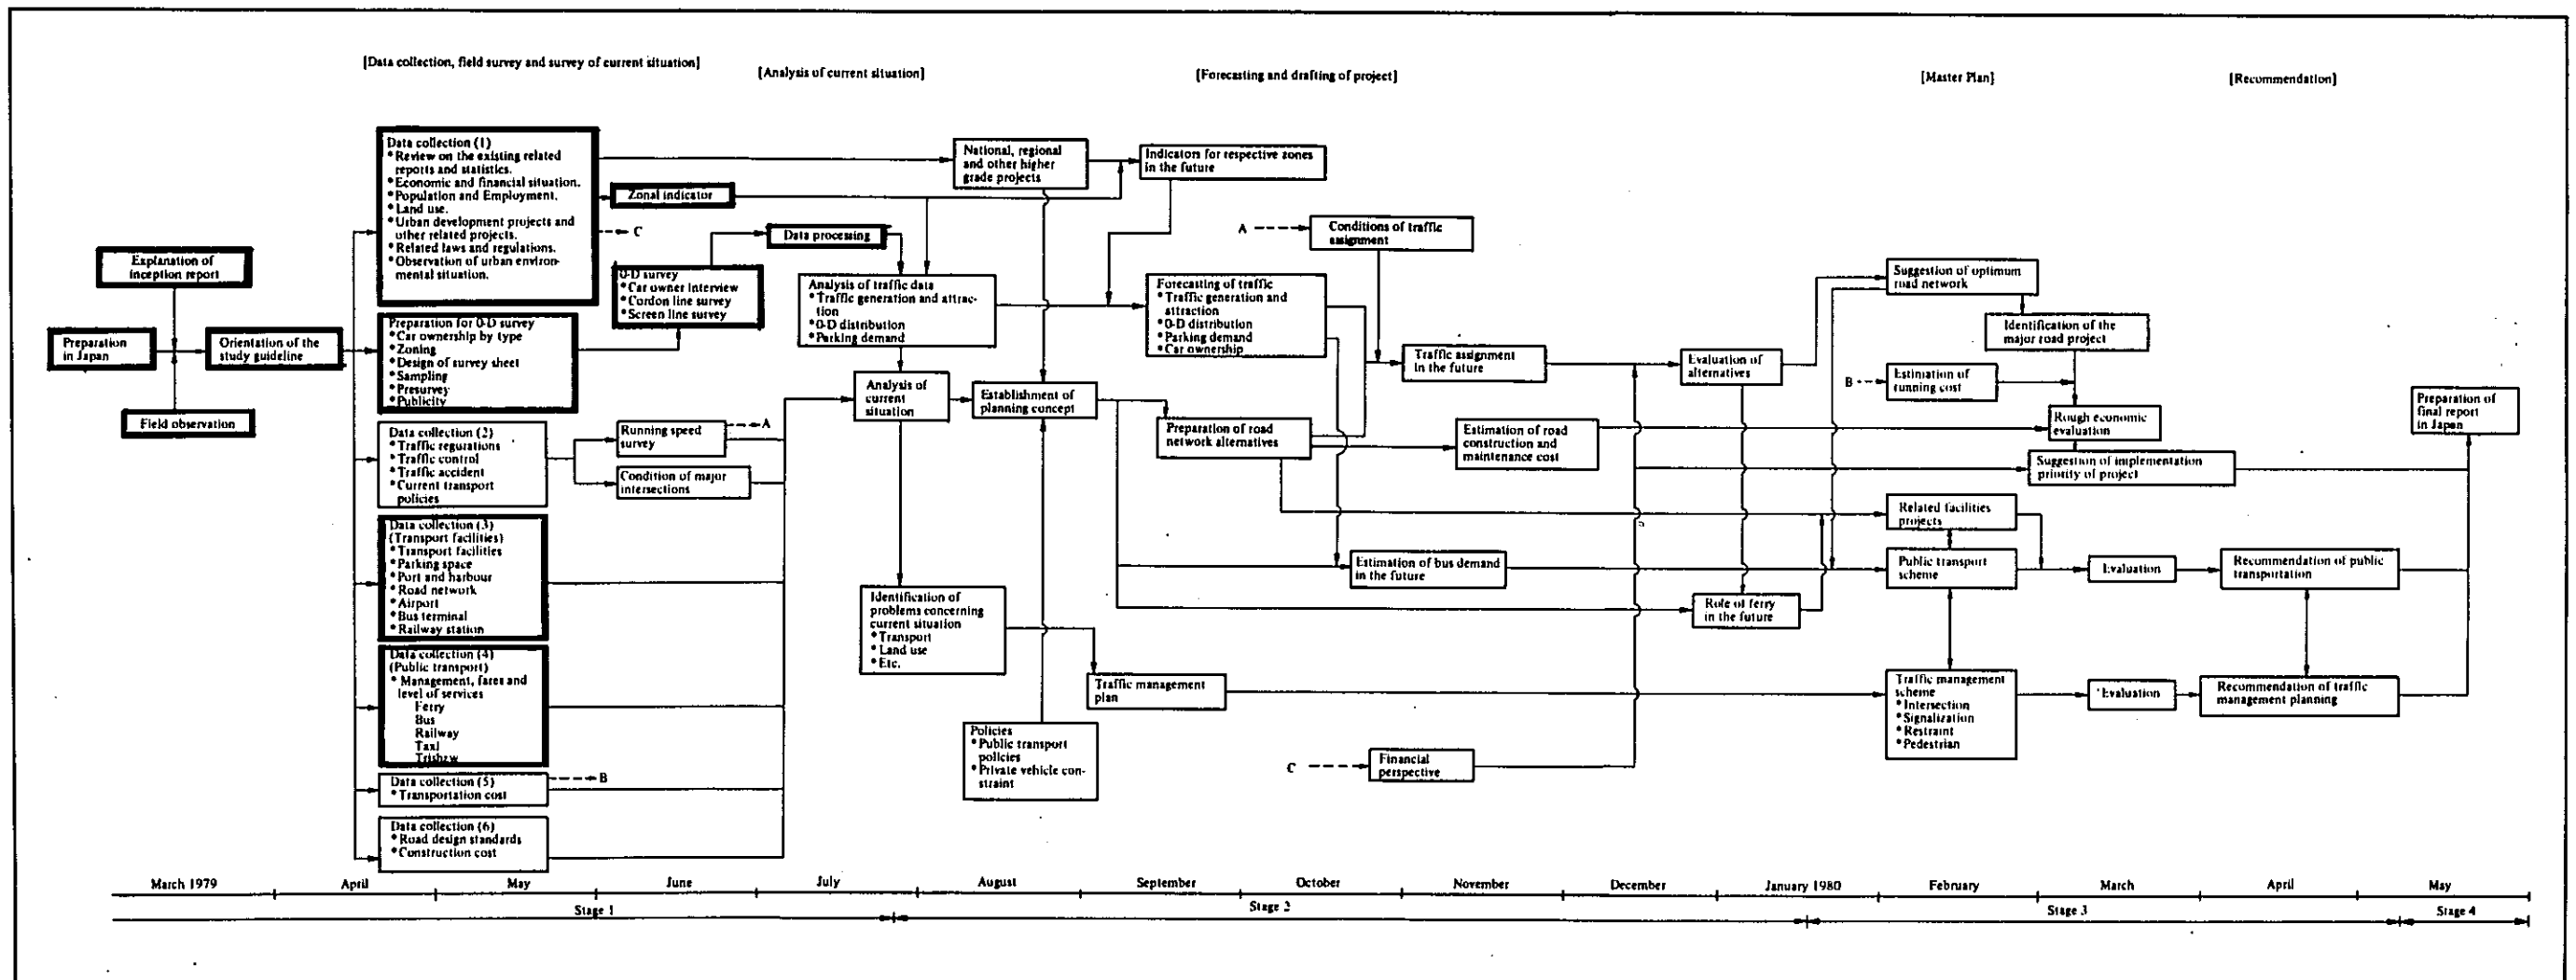 [Data collection, field survey and survey of current situation]
[Analysis of current situation]
[Forecasting and drafting of project]
[Master Plan]
[Recommendation]
Preparation
in Japan
Explanation of
inception report
Field observation
Orientation of the
study guideline
Data collection (1)
* Review on the existing related
reports and statistics.
* Economic and financial situation.
* Population and Employment.
* Land use.
* Urban development projects and
other related projects.
* Related laws and regulations.
* Observation of urban environ-
mental situation.
C
Preparation for O-D survey
* Car ownership by type
* Zoning
* Design of survey sheet
* Sampling
* Presurvey
* Publicity
Data collection (2)
* Traffic regurations
* Traffic control
* Traffic accident
* Current transport
policies
Data collection (3)
(Transport facilities)
* Transport facilities
* Parking space
* Port and harbour
* Road network
* Airport
* Bus terminal
* Railway station
Data collection (4)
(Public transport)
* Management, fares and
level of services
Ferry
Bus
Railway
Taxi
Trishaw
Data collection (5)
* Transportation cost
B
Data collection (6)
* Road design standards
* Construction cost
Zonal indicator
O-D survey
* Car owner interview
* Cordon line survey
* Screen line survey
Data processing
Running speed
survey
A
Condition of major
intersections
Analysis of traffic data
* Traffic generation and attrac-
tion
* O-D distribution
* Parking demand
Analysis of
current
situation
Identification of
problems concerning
current situation
* Transport
* Land use
* Etc.
National, regional
and other higher
grade projects
Establishment of
planning concept
Policies
* Public transport
policies
* Private vehicle con-
straint
Indicators for respective zones
in the future
Forecasting of traffic
* Traffic generation and
attraction
* O-D distribution
* Parking demand
* Car ownership
Preparation of road
network alternatives
Traffic management
plan
A
Conditions of traffic
assignment
Traffic assignment
in the future
Estimation of road
construction and
maintenance cost
Estimation of bus demand
in the future
C
Financial
perspective
Evaluation of
alternatives
Role of ferry
in the future
Suggestion of optimum
road network
Identification of the
major road project
B
Estimation of
running cost
Rough economic
evaluation
Suggestion of implementation
priority of project
Related facilities
projects
Public transport
scheme
Traffic management
scheme
* Intersection
* Signalization
* Restraint
* Pedestrian
Evaluation
Evaluation
Recommendation of public
transportation
Recommendation of traffic
management planning
Preparation of
final report
in Japan
March 1979
April
May
June
July
August
September
October
November
December
January 1980
February
March
April
May
Stage 1
Stage 2
Stage 3
Stage 4